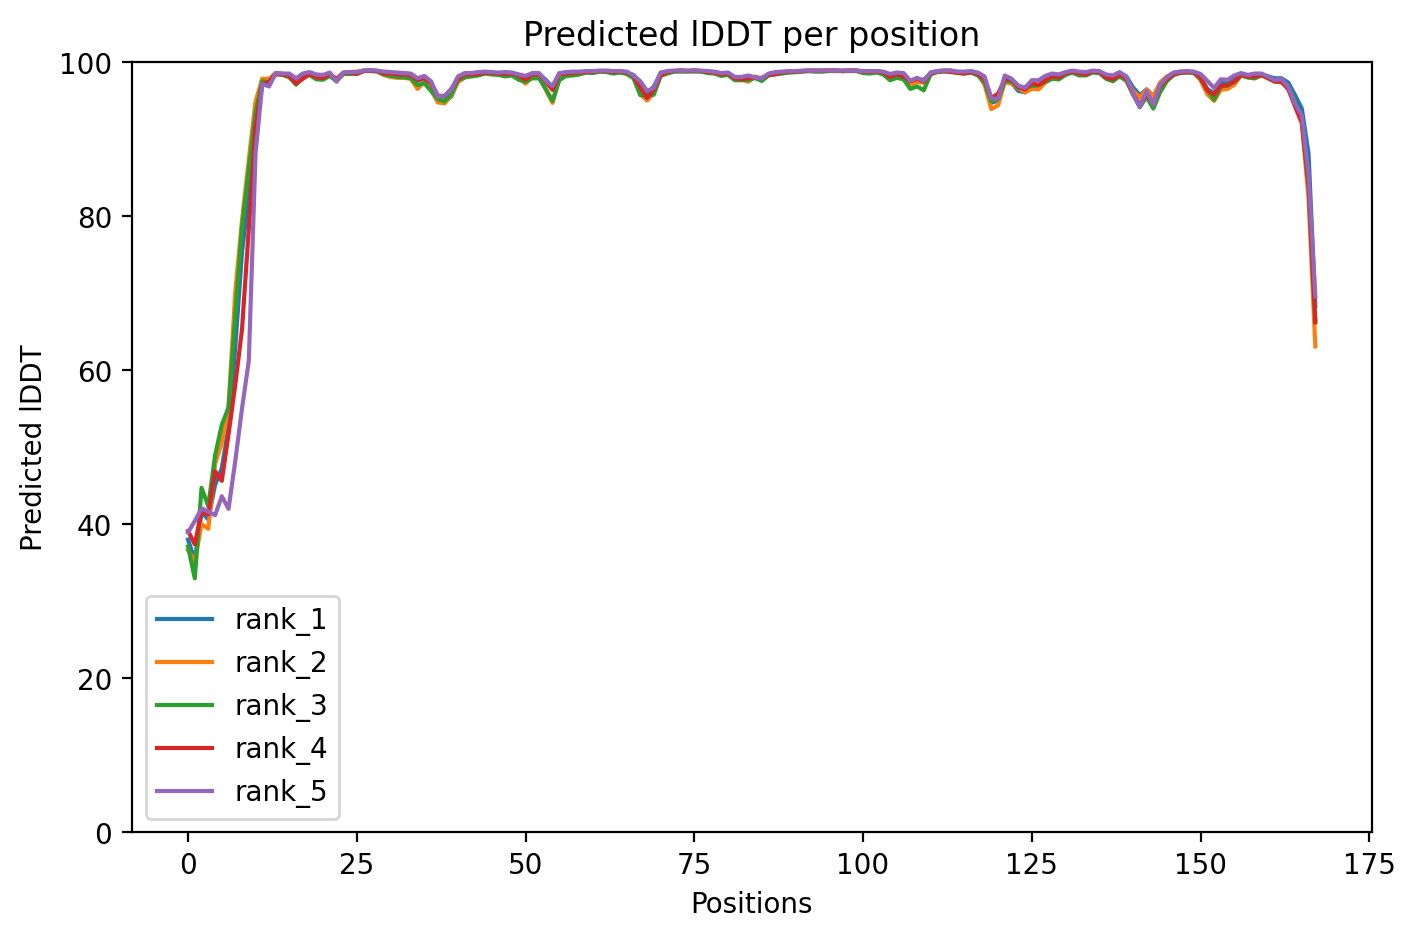 Predicted lDDT per position
Predicted lDDT
100
80
60
40
20
0
rank_1
rank_2
rank_3
rank_4
rank_5
0 25 50 75 100 125 150 175
Positions